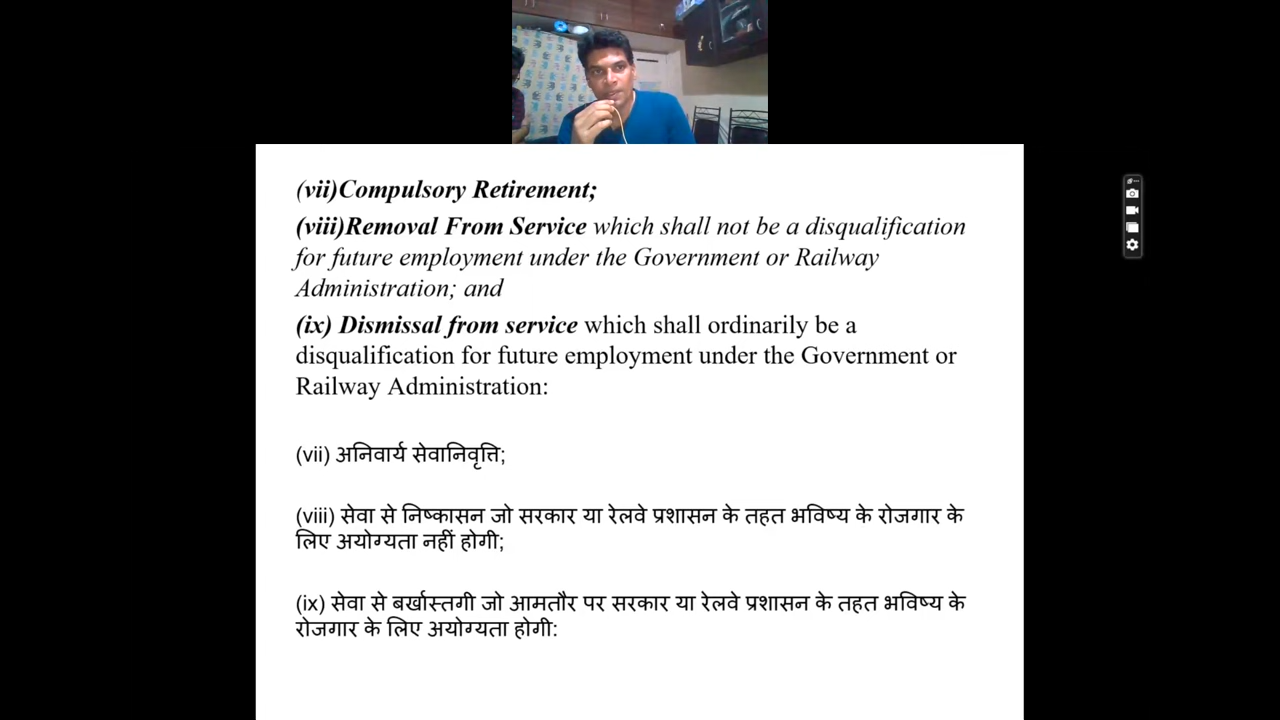 (vii)Compulsory Retirement;
(viii)Removal From Service which shall not be a disqualification
for future employment under the Government or Railway
Administration; and
(ix) Dismissal from service which shall ordinarily be a
disqualification for future employment under the Government or
Railway Administration:
(vii) अनिवार्य सेवानिवृत्ति;
(viii) सेवा से निष्कासन जो सरकार या रेलवे प्रशासन के तहत भविष्य के रोजगार के
लिए अयोग्यता नहीं होगी;
(ix) सेवा से बर्खास्तगी जो आमतौर पर सरकार या रेलवे प्रशासन के तहत भविष्य के
रोजगार के लिए अयोग्यता होगी: